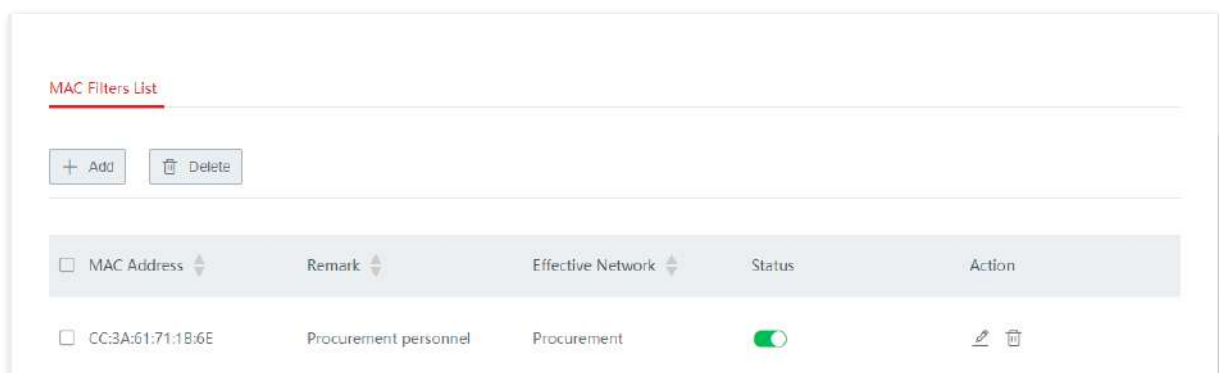 MAC Filters List
+ Add Delete
MAC Address Remark Effective Network Status Action
CC:3A:61:71:1B:6E Procurement personnel Procurement